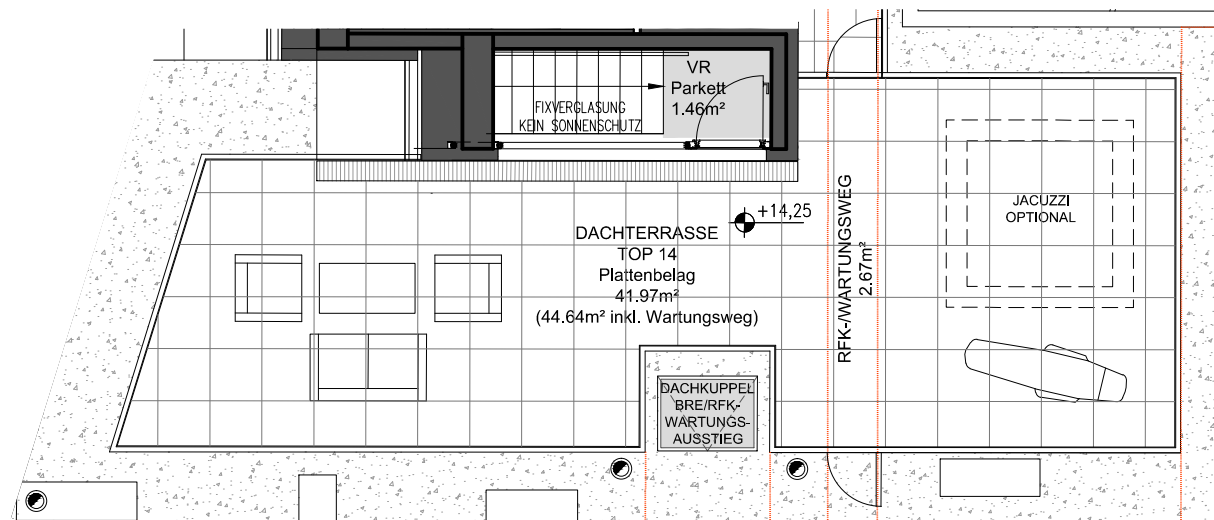 VR
Parkett
1.46m²
FIXVERGLASUNG
KEIN SONNENSCHUTZ
+14,25
DACHTERRASSE
TOP 14
Plattenbelag
41.97m²
(44.64m² inkl. Wartungsweg)
RFK-/WARTUNGSWEG
2.67m²
JACUZZI
OPTIONAL
DACHKUPPEL
BRE/RFK-
WARTUNGS-
AUSSTIEG